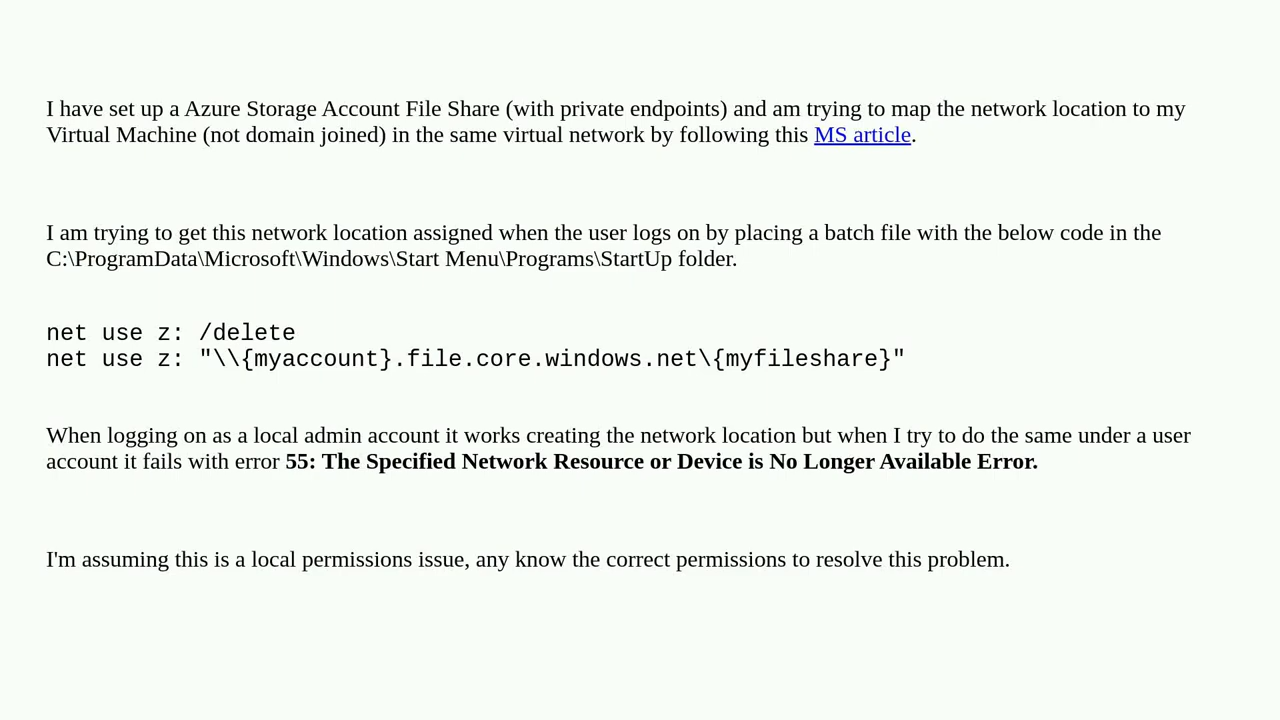 I have set up a Azure Storage Account File Share (with private endpoints) and am trying to map the network location to my
Virtual Machine (not domain joined) in the same virtual network by following this MS article.
I am trying to get this network location assigned when the user logs on by placing a batch file with the below code in the
C:\ProgramData\Microsoft\Windows\Start Menu\Programs\StartUp folder.
net use z: /delete
net use z: "\\{myaccount}.file.core.windows.net\{myfileshare}"
When logging on as a local admin account it works creating the network location but when I try to do the same under a user
account it fails with error 55: The Specified Network Resource or Device is No Longer Available Error.
I'm assuming this is a local permissions issue, any know the correct permissions to resolve this problem.